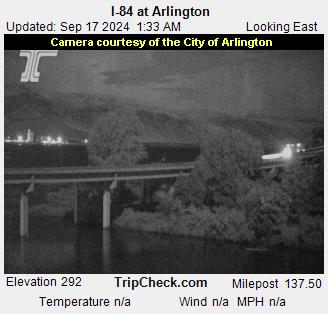 I-84 at Arlington
Updated: Sep 17 2024 1:33 AM Looking East
Camera courtesy of the City of Arlington
Elevation 292 TripCheck.com Milepost 137.50
Temperature n/a Wind n/a MPH n/a